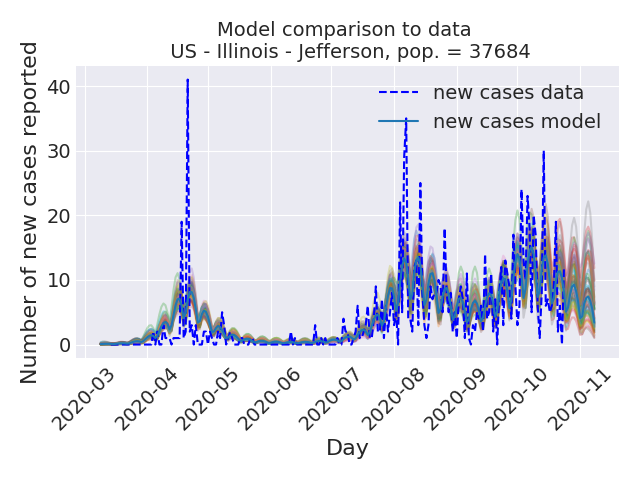 Model comparison to data
US - Illinois - Jefferson, pop. = 37684
Number of new cases reported
40
30
20
10
0
new cases data
new cases model
2020-03
2020-04
2020-05
2020-06
2020-07
2020-08
2020-09
2020-10
2020-11
Day